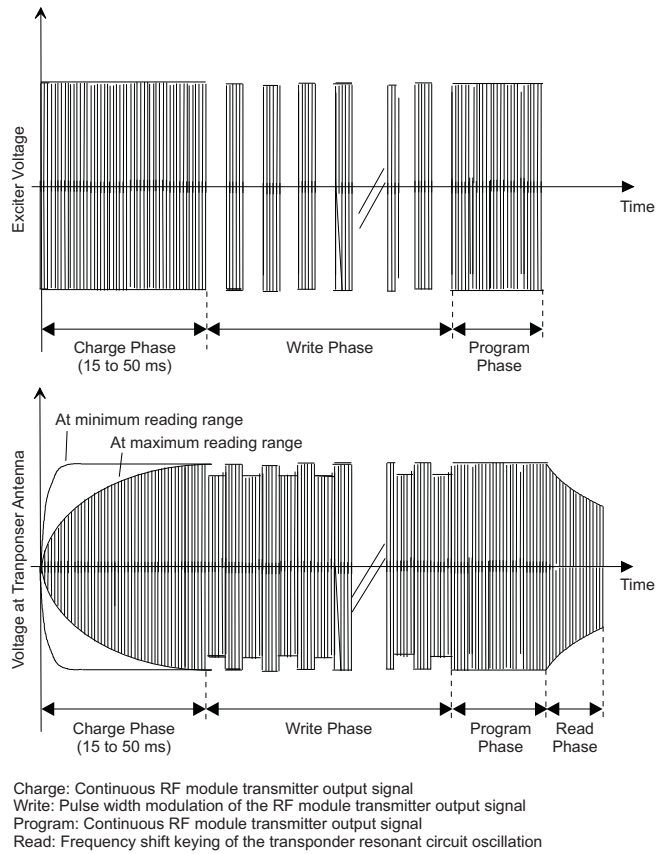 Exciter Voltage
Time
Charge Phase
(15 to 50 ms)
Write Phase
Program
Phase
At minimum reading range
At maximum reading range
Voltage at Tranponser Antenna
Time
Charge Phase
(15 to 50 ms)
Write Phase
Program
Phase
Read
Phase
Charge: Continuous RF module transmitter output signal
Write: Pulse width modulation of the RF module transmitter output signal
Program: Continuous RF module transmitter output signal
Read: Frequency shift keying of the transponder resonant circuit oscillation